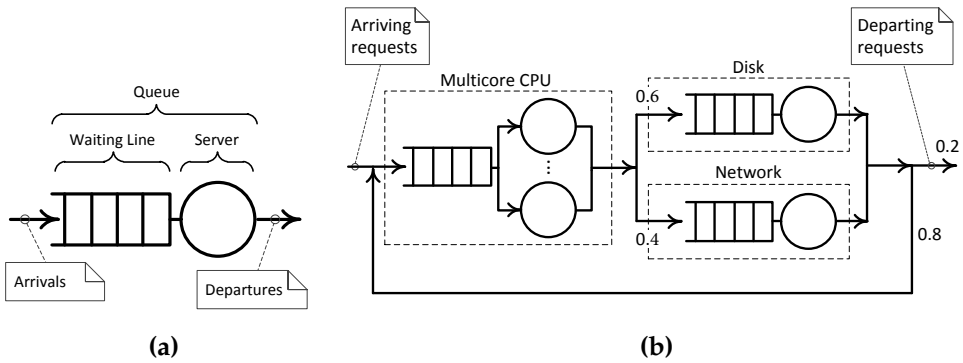 Queue
Waiting Line
Server
Arrivals
Departures
(a)
Arriving
requests
Departing
requests
Multicore CPU
Disk
0.6
0.2
Network
0.4
0.8
(b)